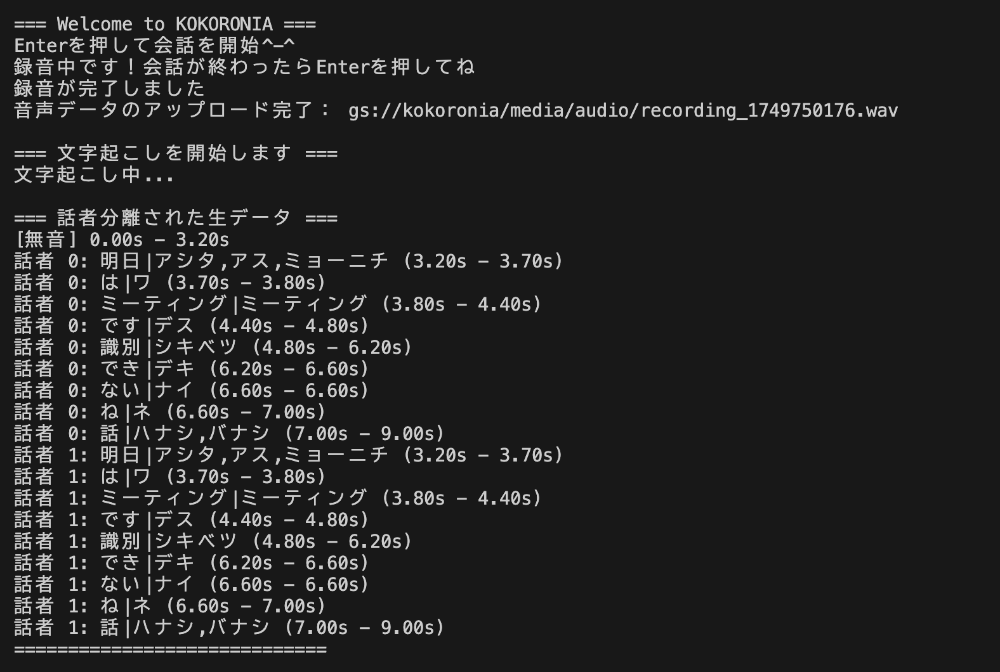 === Welcome to KOKORONIA ===
Enterを押して会話を開始^-^
録音中です！会話が終わったらEnterを押してね
録音が完了しました
音声データのアップロード完了： gs://kokoronia/media/audio/recording_1749750176.wav
=== 文字起こしを開始します ===
文字起こし中...
=== 話者分離された生データ ===
[無音] 0.00s - 3.20s
話者 0: 明日|アシタ,アス,ミョーニチ (3.20s - 3.70s)
話者 0: は|ワ (3.70s - 3.80s)
話者 0: ミーティング|ミーティング (3.80s - 4.40s)
話者 0: です|デス (4.40s - 4.80s)
話者 0: 識別|シキベツ (4.80s - 6.20s)
話者 0: でき|デキ (6.20s - 6.60s)
話者 0: ない|ナイ (6.60s - 6.60s)
話者 0: ね|ネ (6.60s - 7.00s)
話者 0: 話|ハナシ,バナシ (7.00s - 9.00s)
話者 1: 明日|アシタ,アス,ミョーニチ (3.20s - 3.70s)
話者 1: は|ワ (3.70s - 3.80s)
話者 1: ミーティング|ミーティング (3.80s - 4.40s)
話者 1: です|デス (4.40s - 4.80s)
話者 1: 識別|シキベツ (4.80s - 6.20s)
話者 1: でき|デキ (6.20s - 6.60s)
話者 1: ない|ナイ (6.60s - 6.60s)
話者 1: ね|ネ (6.60s - 7.00s)
話者 1: 話|ハナシ,バナシ (7.00s - 9.00s)
=============================